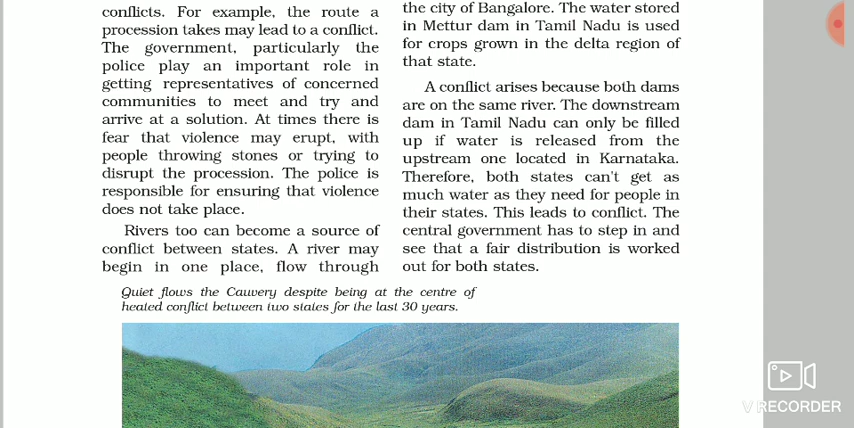 conflicts. For example, the route a
procession takes may lead to a conflict.
The government, particularly the
police play an important role in
getting representatives of concerned
communities to meet and try and
arrive at a solution. At times there is
fear that violence may erupt, with
people throwing stones or trying to
disrupt the procession. The police is
responsible for ensuring that violence
does not take place.
Rivers too can become a source of
conflict between states. A river may
begin in one place, flow through
the city of Bangalore. The water stored
in Mettur dam in Tamil Nadu is used
for crops grown in the delta region of
that state.
A conflict arises because both dams
are on the same river. The downstream
dam in Tamil Nadu can only be filled
up if water is released from the
upstream one located in Karnataka.
Therefore, both states can't get as
much water as they need for people in
their states. This leads to conflict. The
central government has to step in and
see that a fair distribution is worked
out for both states.
Quiet flows the Cauvery despite being at the centre of
heated conflict between two states for the last 30 years.
V RECORDER